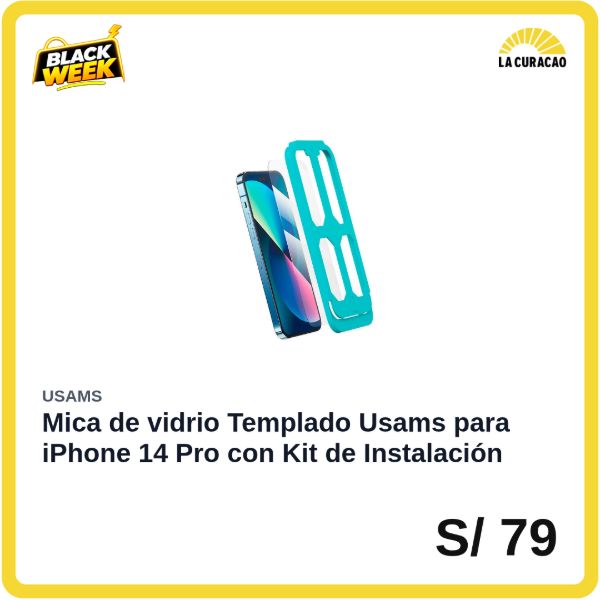 BLACK
WEEK
LA CURACAO
USAMS
Mica de vidrio Templado Usams para
iPhone 14 Pro con Kit de Instalación
S/ 79